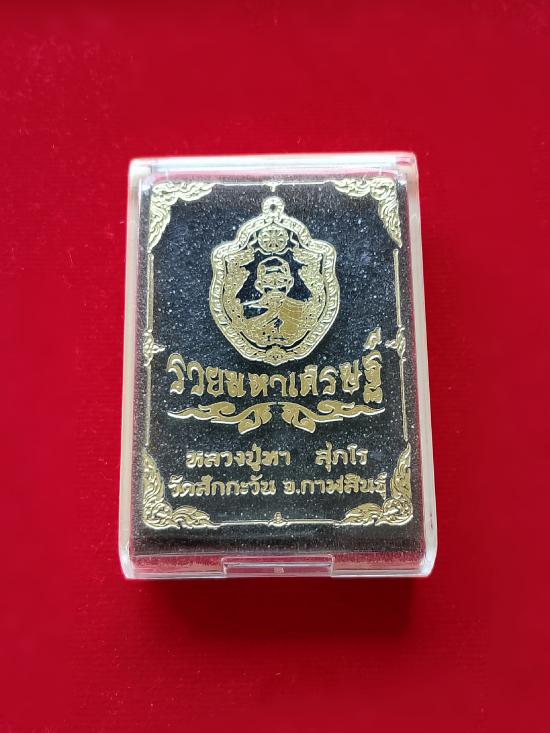 รวยมหาเศรษฐี
หลวงปู่หา สุภโร
วัดสักกะวัน จ.กาฬสินธุ์